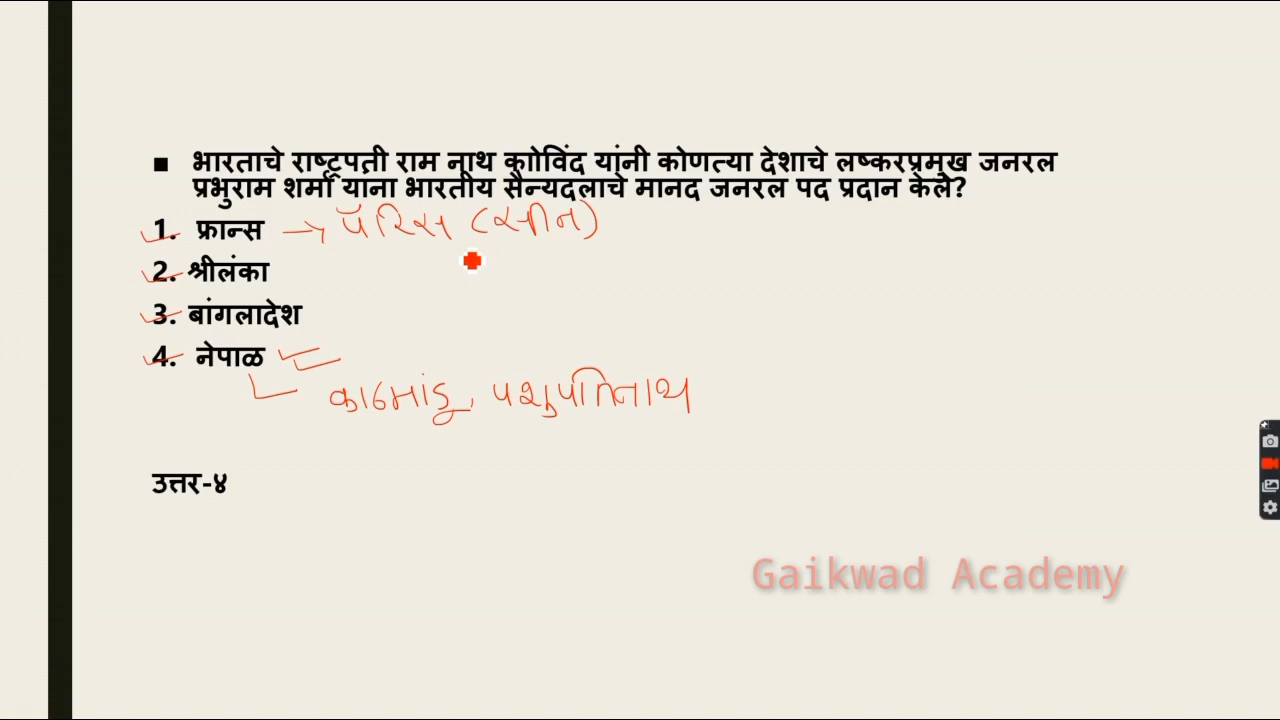 ▪ भारताचे राष्ट्रपती राम नाथ काोविंद यांनी कोणत्या देशाचे लष्करप्रमुख जनरल
प्रभुराम शर्मा यांना भारतीय सैन्यदलाचे मानद जनरल पद प्रदान केले?
1. फ्रान्स → पॅरिस (सीन)
2. श्रीलंका
3. बांगलादेश
4. नेपाळ
काठमांडू, पशुपतिनाथ
उत्तर-४
Gaikwad Academy